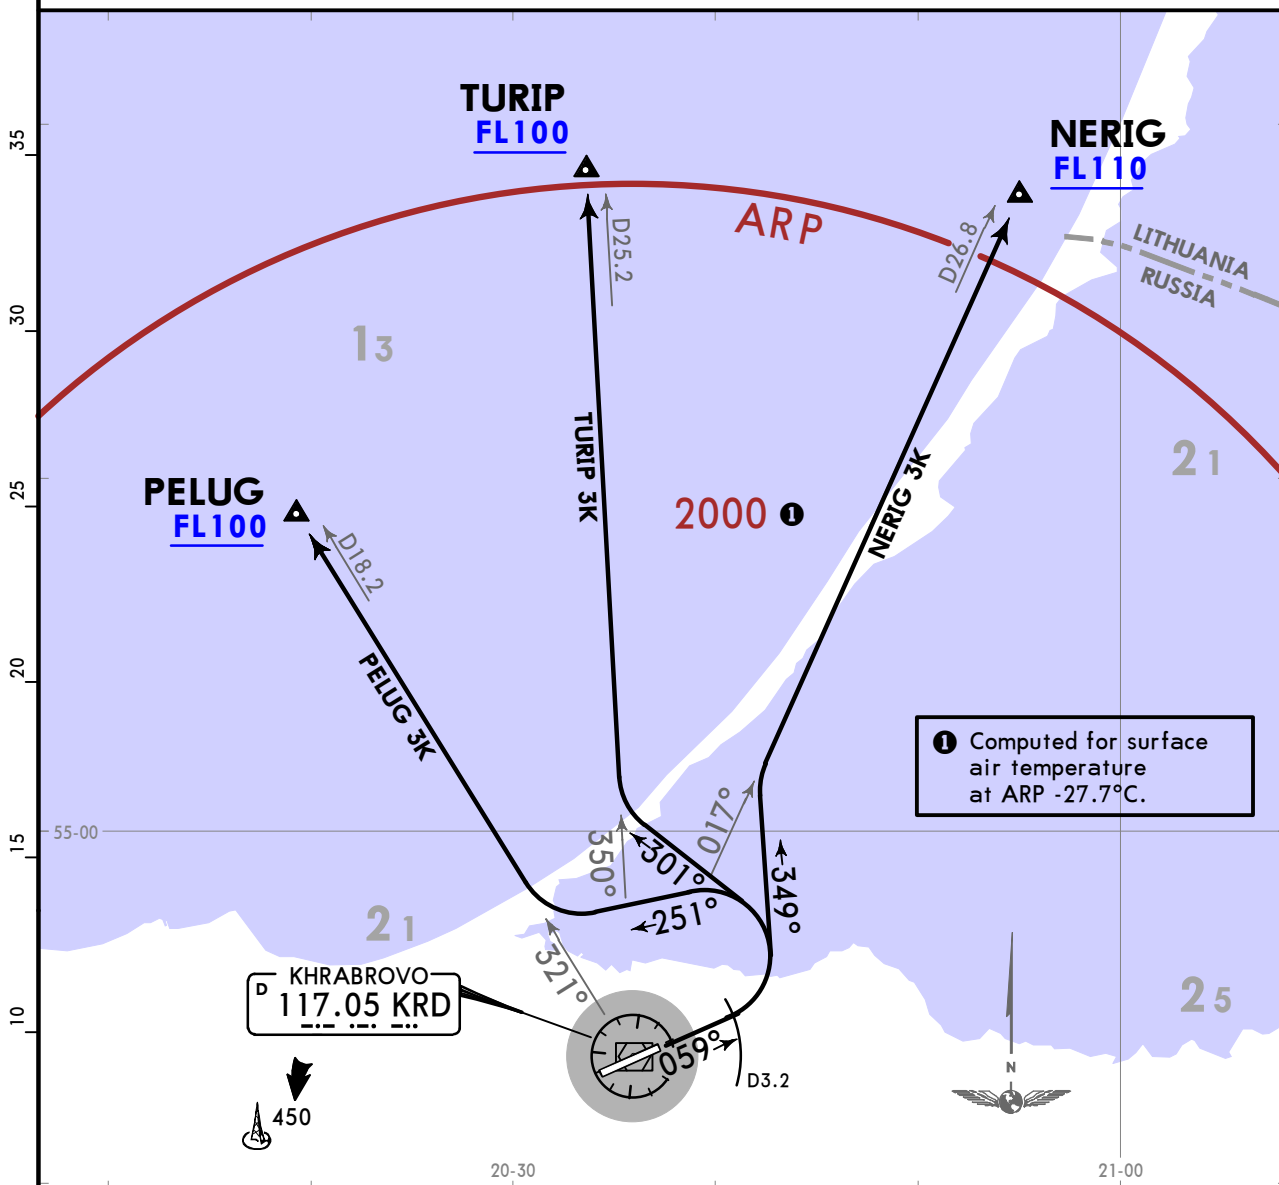 TURIP
FL100
NERIG
FL110
35
D25.2
ARP
D26.8
LITHUANIA
RUSSIA
30
13
TURIP 3K
21
NERIG 3K
25
PELUG
FL100
2000 1
D18.2
20
PELUG 3K
1 Computed for surface
air temperature
at ARP -27.7°C.
55-00
15
350°
301°
017°
349°
251°
21
321°
KHRABROVO
D 117.05 KRD
25
10
059°
D3.2
N
450
20-30
21-00